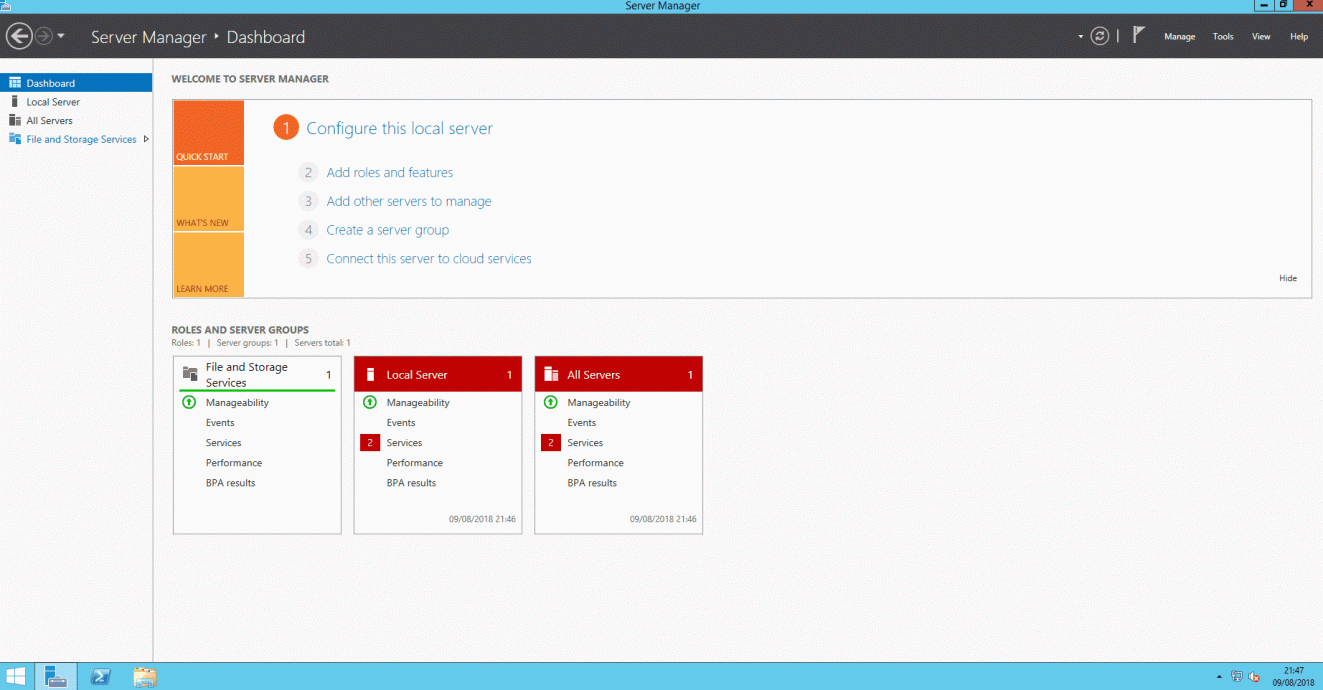 Server Manager
Server Manager • Dashboard
Manage Tools View Help
Dashboard
Local Server
All Servers
File and Storage Services
WELCOME TO SERVER MANAGER
QUICK START
WHAT'S NEW
LEARN MORE
1 Configure this local server
2 Add roles and features
3 Add other servers to manage
4 Create a server group
5 Connect this server to cloud services
Hide
ROLES AND SERVER GROUPS
Roles: 1 | Server groups: 1 | Servers total: 1
File and Storage
Services 1
Manageability
Events
Services
Performance
BPA results
Local Server 1
Manageability
Events
2 Services
Performance
BPA results
09/08/2018 21:46
All Servers 1
Manageability
Events
2 Services
Performance
BPA results
09/08/2018 21:46
21:47
09/08/2018